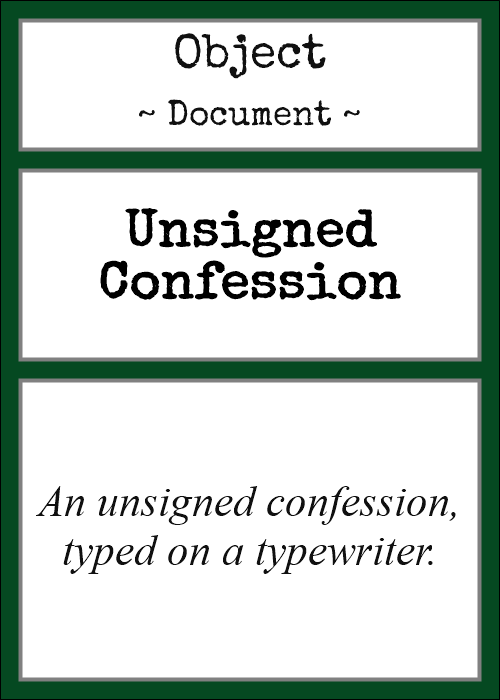 Object
~ Document ~
Unsigned
Confession
An unsigned confession,
typed on a typewriter.